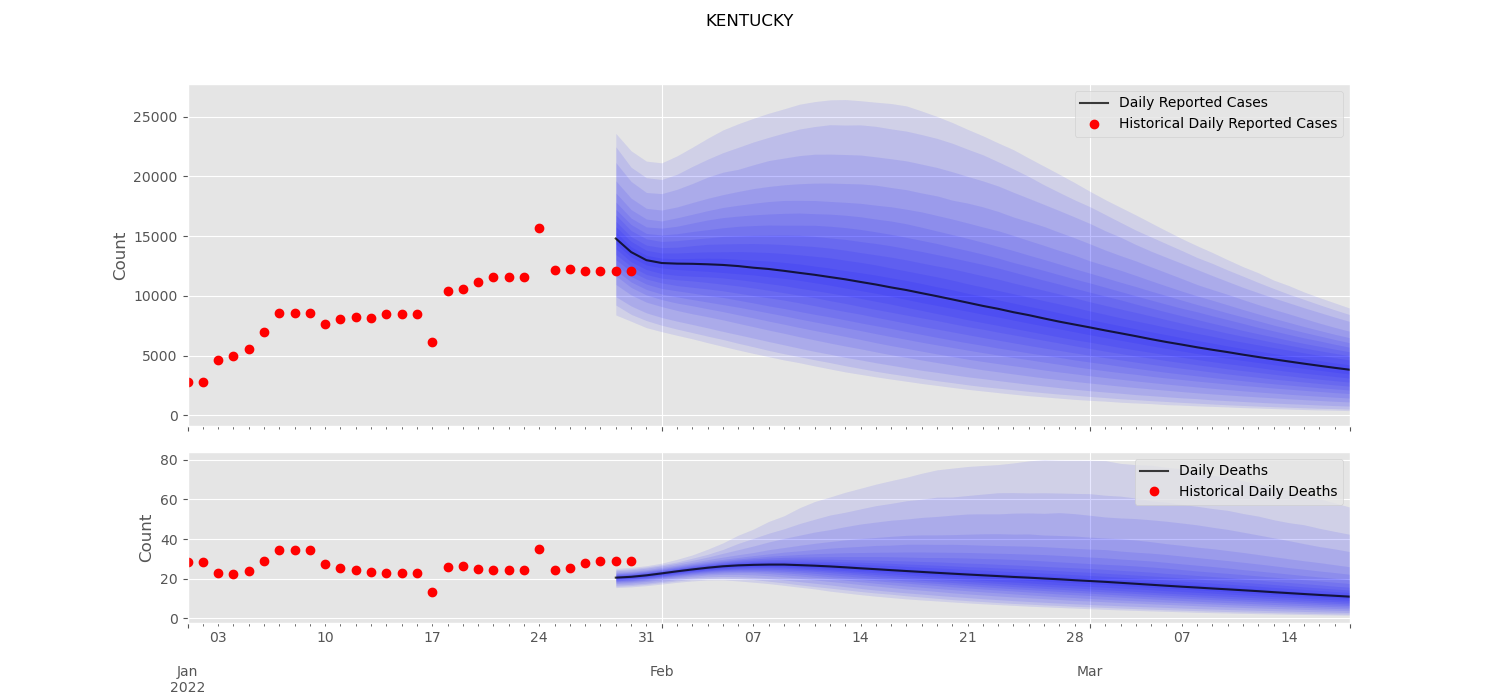 KENTUCKY
25000
20000
15000
10000
5000
0
Count
Daily Reported Cases
Historical Daily Reported Cases
80
60
40
20
0
Count
Daily Deaths
Historical Daily Deaths
03 10 17 24 31 07 14 21 28 07 14
Jan Feb Mar
2022